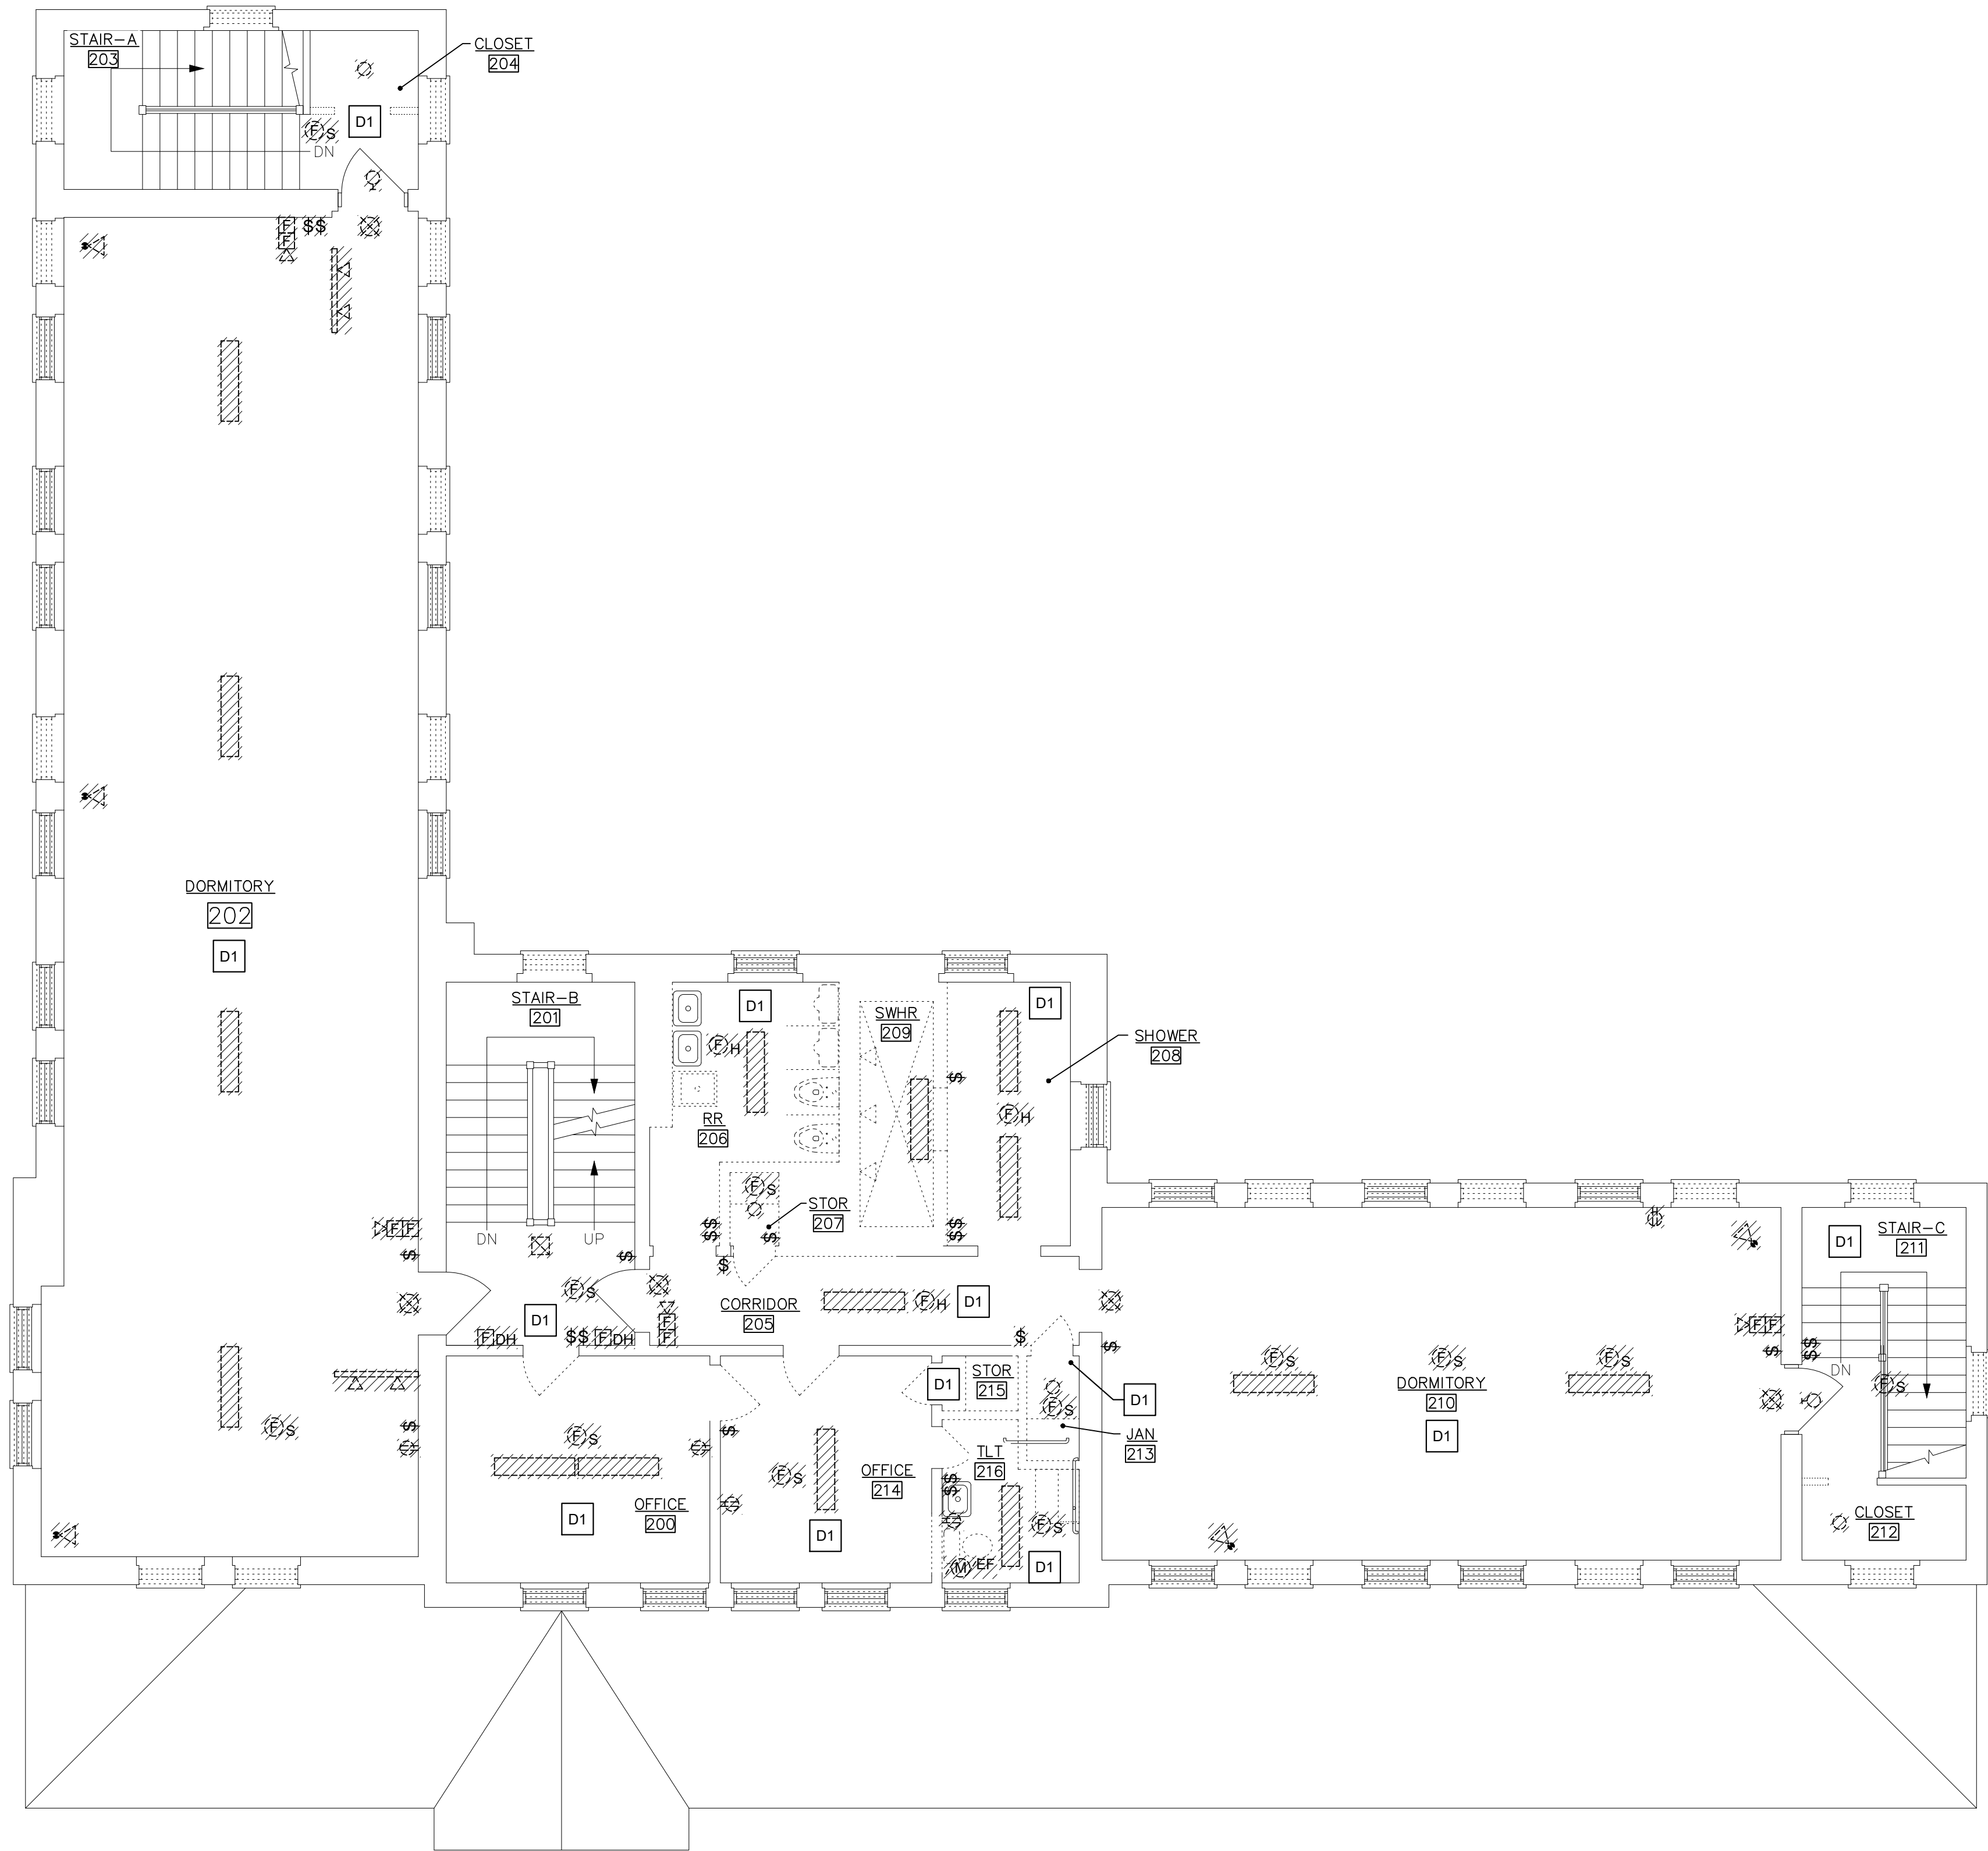 STAIR-A
203
CLOSET
204
D1
F S
DN
F $$
F
DORMITORY
202
D1
STAIR-B
201
D1
D1
SWHR
209
F H
SHOWER
208
$
F H
RR
206
F S
STOR
207
$$
$
$$
DN
UP
F F
$
$
$
F S
STAIR-C
211
D1
CORRIDOR
205
F H
D1
D1
F
F
F DH
$$ F DH
$
$
F F
$
$$
DN
F S
F S
F S
F S
DORMITORY
210
D1
STOR
215
D1
D1
F S
JAN
213
F S
$
F S
$
TLT
216
F S
OFFICE
214
$$
OFFICE
200
D1
D1
F S
M EF
D1
CLOSET
212